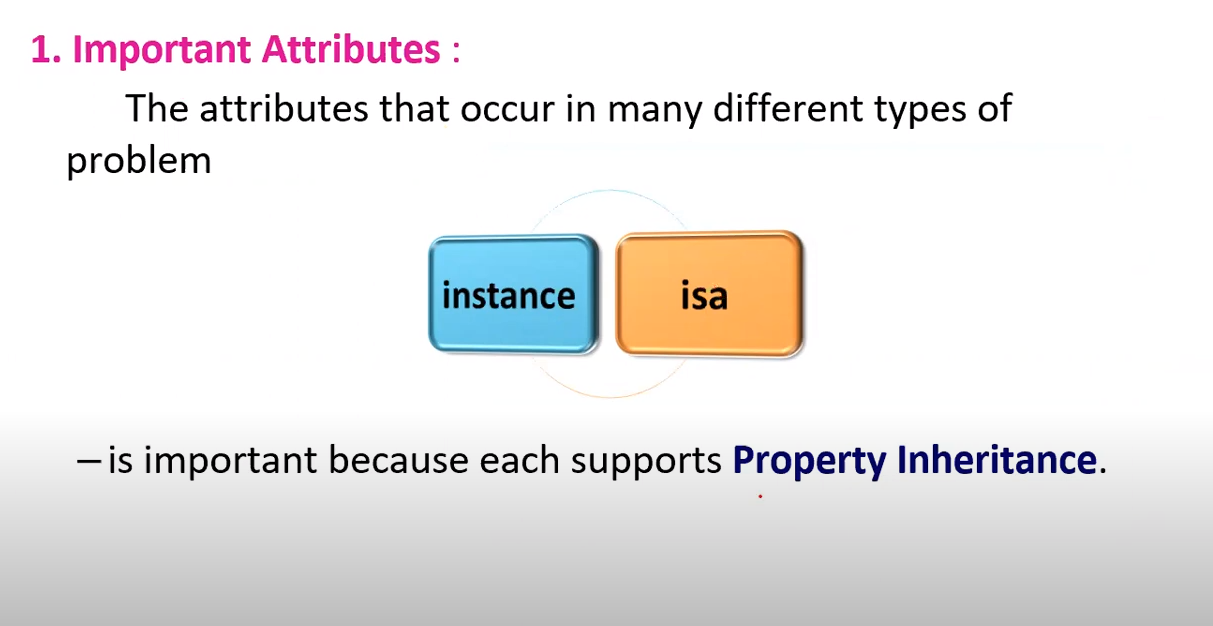 1. Important Attributes :
The attributes that occur in many different types of
problem
instance
isa
– is important because each supports Property Inheritance.